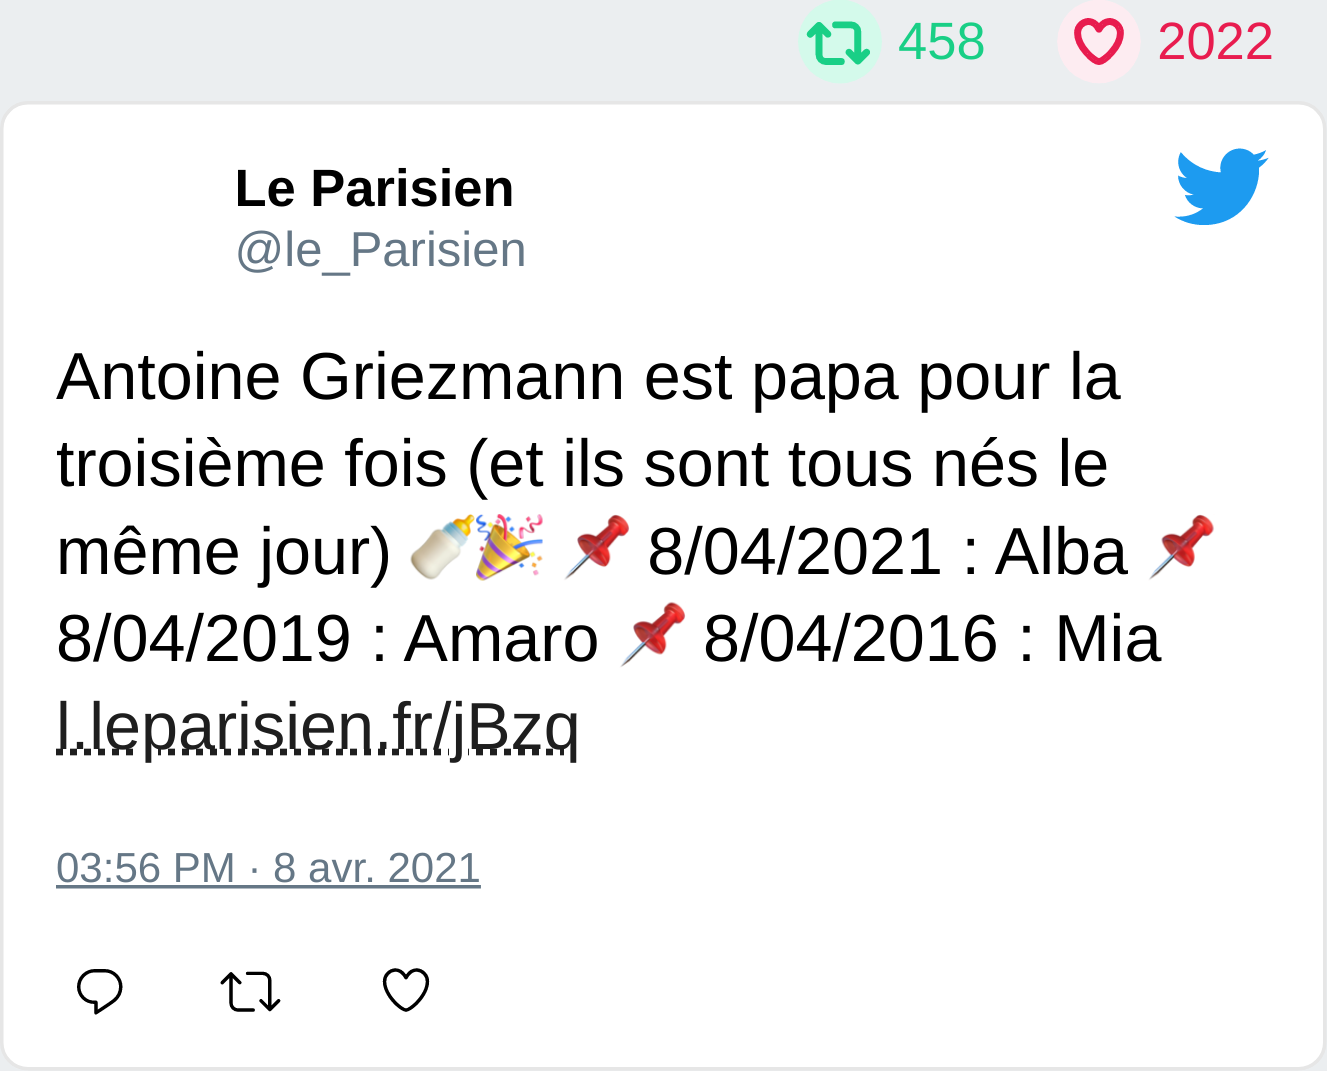 458 2022
Le Parisien
@le_Parisien
Antoine Griezmann est papa pour la
troisième fois (et ils sont tous nés le
même jour) 🍼🎉 📌 8/04/2021 : Alba 📌
8/04/2019 : Amaro 📌 8/04/2016 : Mia
l.leparisien.fr/jBzq
03:56 PM · 8 avr. 2021